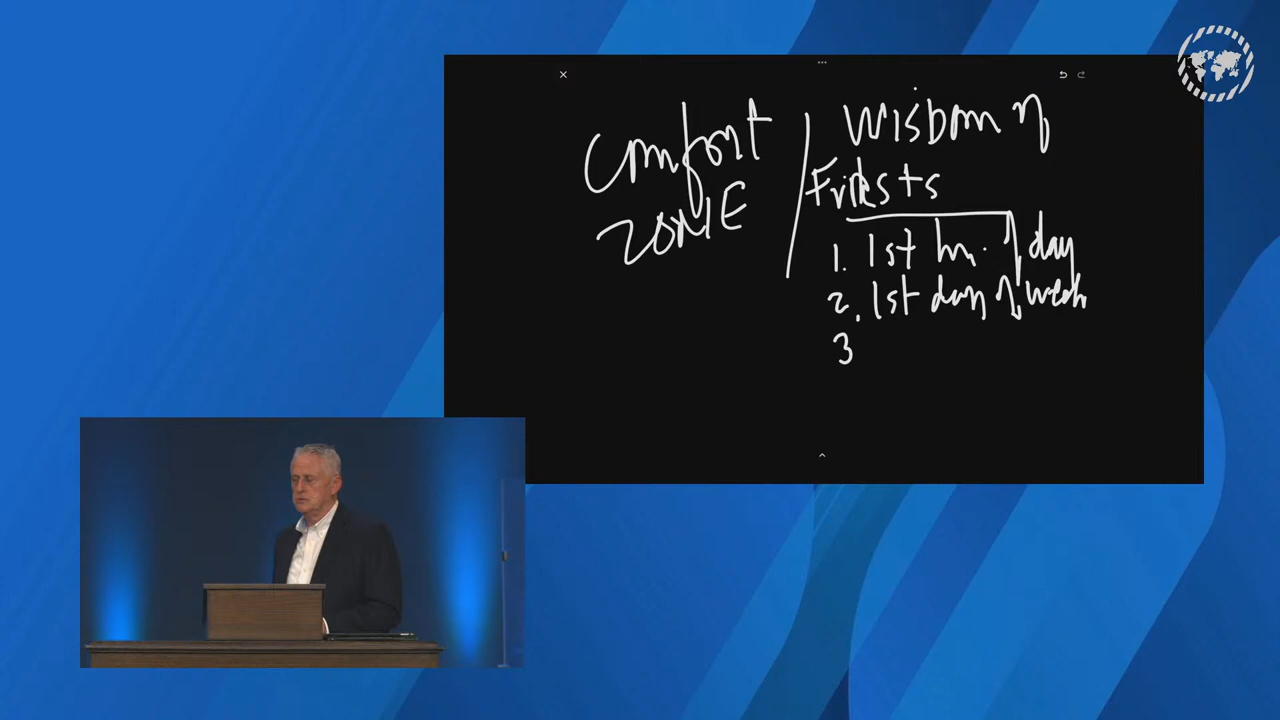 Comfort
ZONE
Wisdom of
Firsts
1. 1st hr. of day
2. 1st day of week
3